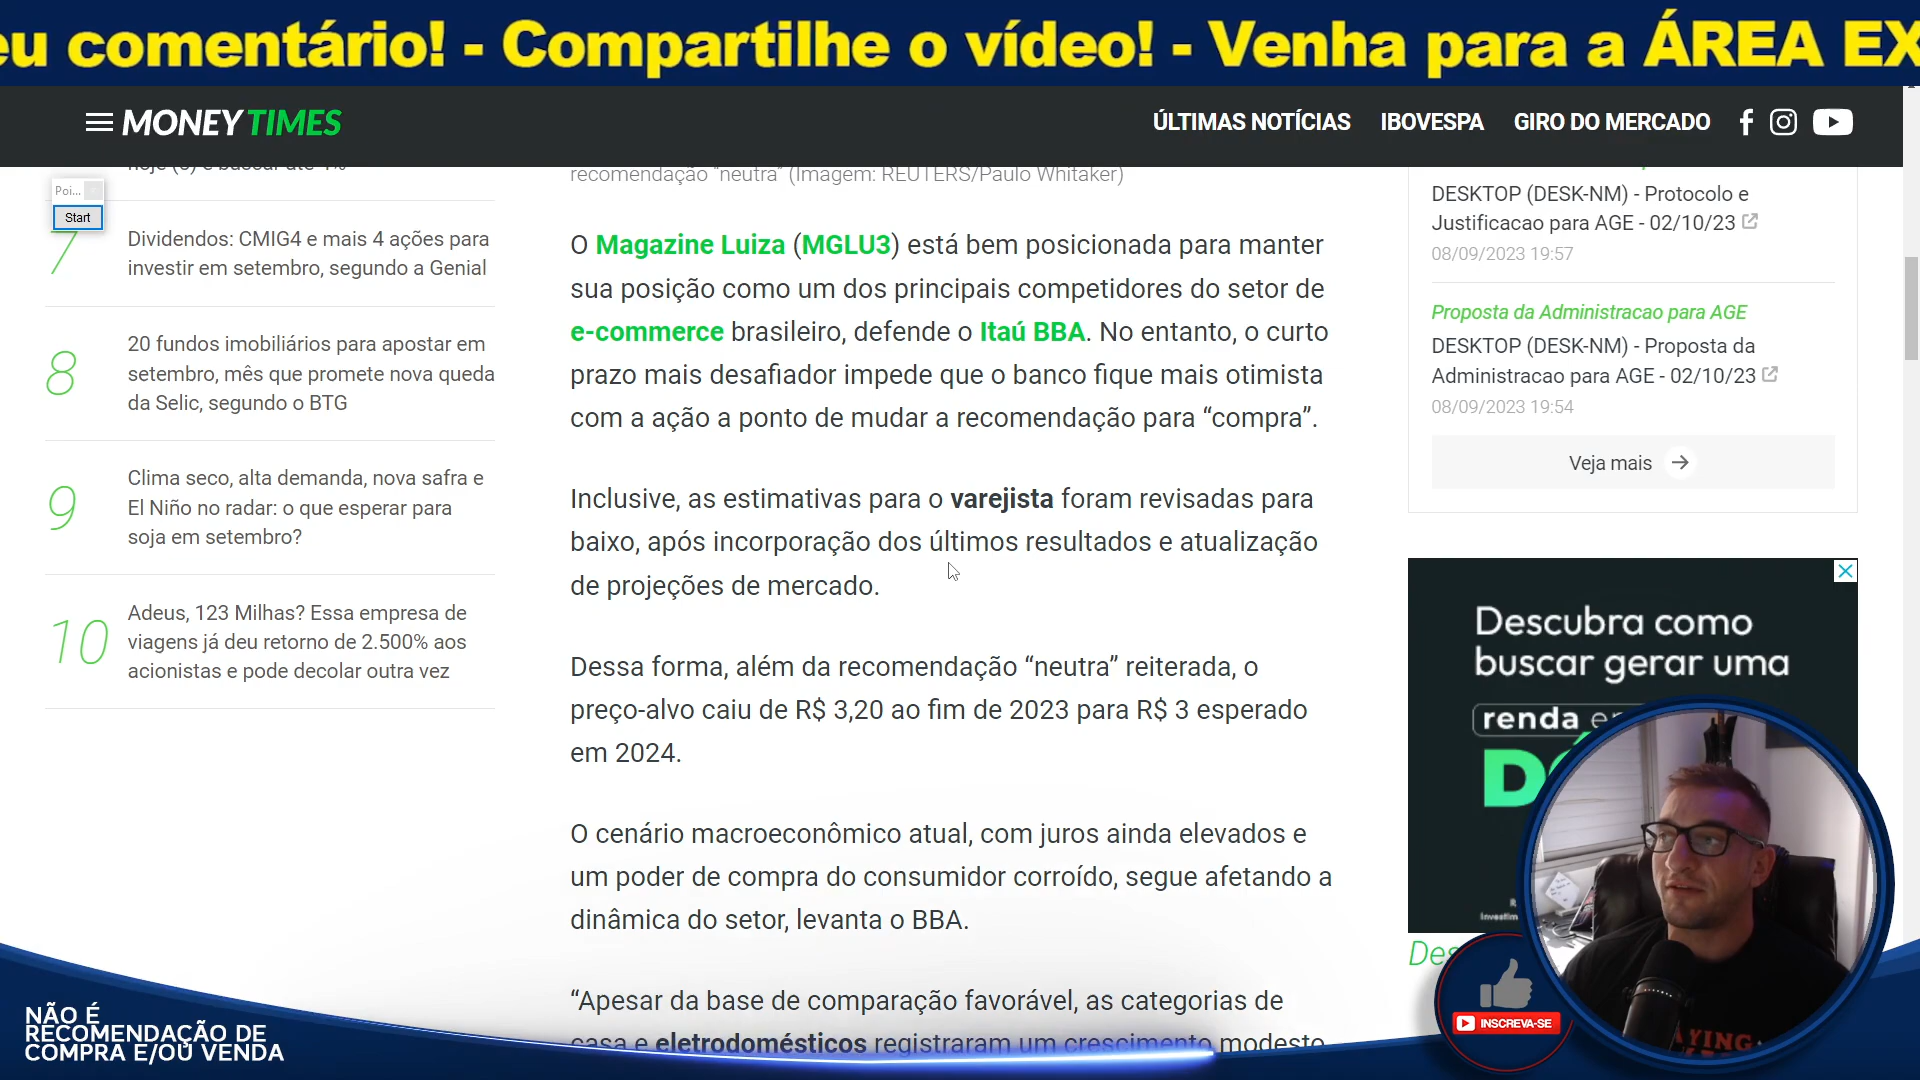 eu comentário! - Compartilhe o vídeo! - Venha para a ÁREA EX
MONEY TIMES
ÚLTIMAS NOTÍCIAS
IBOVESPA
GIRO DO MERCADO
Poi...
Start
7
Dividendos: CMIG4 e mais 4 ações para
investir em setembro, segundo a Genial
8
20 fundos imobiliários para apostar em
setembro, mês que promete nova queda
da Selic, segundo o BTG
9
Clima seco, alta demanda, nova safra e
El Niño no radar: o que esperar para
soja em setembro?
10
Adeus, 123 Milhas? Essa empresa de
viagens já deu retorno de 2.500% aos
acionistas e pode decolar outra vez
recomendação "neutra" (Imagem: REUTERS/Paulo Whitaker)
O Magazine Luiza (MGLU3) está bem posicionada para manter
sua posição como um dos principais competidores do setor de
e-commerce brasileiro, defende o Itaú BBA. No entanto, o curto
prazo mais desafiador impede que o banco fique mais otimista
com a ação a ponto de mudar a recomendação para “compra”.
Inclusive, as estimativas para o varejista foram revisadas para
baixo, após incorporação dos últimos resultados e atualização
de projeções de mercado.
Dessa forma, além da recomendação “neutra” reiterada, o
preço-alvo caiu de R$ 3,20 ao fim de 2023 para R$ 3 esperado
em 2024.
O cenário macroeconômico atual, com juros ainda elevados e
um poder de compra do consumidor corroído, segue afetando a
dinâmica do setor, levanta o BBA.
“Apesar da base de comparação favorável, as categorias de
casa e eletrodomésticos registraram um crescimento modesto
DESKTOP (DESK-NM) - Protocolo e
Justificacao para AGE - 02/10/23
08/09/2023 19:57
Proposta da Administracao para AGE
DESKTOP (DESK-NM) - Proposta da
Administracao para AGE - 02/10/23
08/09/2023 19:54
Veja mais
Descubra como
buscar gerar uma
renda
Des
INSCREVA-SE
NÃO É
RECOMENDAÇÃO DE
COMPRA E/OU VENDA